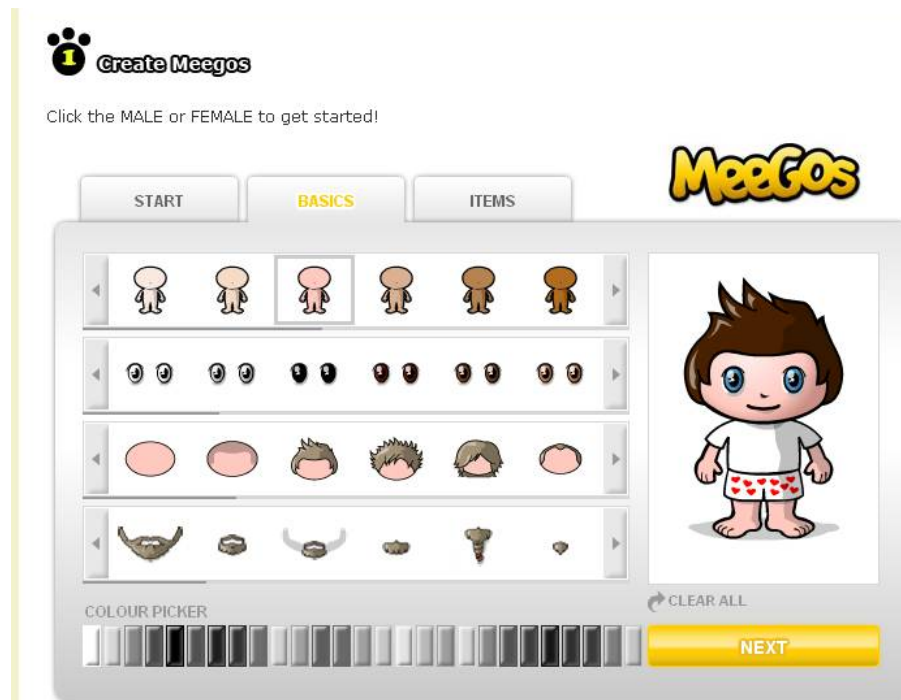 1 Create Meegos
Click the MALE or FEMALE to get started!
MEEGOS
START BASICS ITEMS
COLOUR PICKER
CLEAR ALL
NEXT